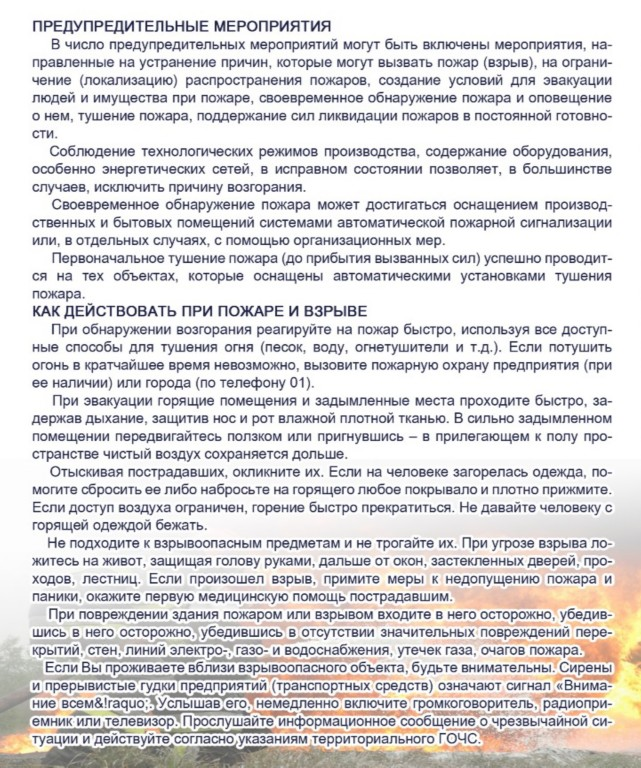 ПРЕДУПРЕДИТЕЛЬНЫЕ МЕРОПРИЯТИЯ
В число предупредительных мероприятий могут быть включены мероприятия, на-
правленные на устранение причин, которые могут вызвать пожар (взрыв), на ограни-
чение (локализацию) распространения пожаров, создание условий для эвакуации
людей и имущества при пожаре, своевременное обнаружение пожара и оповещение
о нем, тушение пожара, поддержание сил ликвидации пожаров в постоянной готовно-
сти.
Соблюдение технологических режимов производства, содержание оборудования,
особенно энергетических сетей, в исправном состоянии позволяет, в большинстве
случаев, исключить причину возгорания.
Своевременное обнаружение пожара может достигаться оснащением производ-
ственных и бытовых помещений системами автоматической пожарной сигнализации
или, в отдельных случаях, с помощью организационных мер.
Первоначальное тушение пожара (до прибытия вызванных сил) успешно проводит-
ся на тех объектах, которые оснащены автоматическими установками тушения
пожара.
КАК ДЕЙСТВОВАТЬ ПРИ ПОЖАРЕ И ВЗРЫВЕ
При обнаружении возгорания реагируйте на пожар быстро, используя все доступ-
ные способы для тушения огня (песок, воду, огнетушители и т.д.). Если потушить
огонь в кратчайшее время невозможно, вызовите пожарную охрану предприятия (при
ее наличии) или города (по телефону 01).
При эвакуации горящие помещения и задымленные места проходите быстро, за-
держав дыхание, защитив нос и рот влажной плотной тканью. В сильно задымленном
помещении передвигайтесь ползком или пригнувшись – в прилегающем к полу про-
странстве чистый воздух сохраняется дольше.
Отыскивая пострадавших, окликните их. Если на человеке загорелась одежда, по-
могите сбросить ее либо набросьте на горящего любое покрывало и плотно прижмите.
Если доступ воздуха ограничен, горение быстро прекратиться. Не давайте человеку с
горящей одеждой бежать.
Не подходите к взрывоопасным предметам и не трогайте их. При угрозе взрыва ло-
житесь на живот, защищая голову руками, дальше от окон, застекленных дверей, про-
ходов, лестниц. Если произошел взрыв, примите меры к недопущению пожара и
паники, окажите первую медицинскую помощь пострадавшим.
При повреждении здания пожаром или взрывом входите в него осторожно, убедив-
шись в него осторожно, убедившись в отсутствии значительных повреждений пере-
крытий, стен, линий электро-, газо- и водоснабжения, утечек газа, очагов пожара.
Если Вы проживаете вблизи взрывоопасного объекта, будьте внимательны. Сирены
и прерывистые гудки предприятий (транспортных средств) означают сигнал «Внима-
ние всем&!raquo;. Услышав его, немедленно включите громкоговоритель, радиопри-
емник или телевизор. Прослушайте информационное сообщение о чрезвычайной си-
туации и действуйте согласно указаниям территориального ГОЧС.